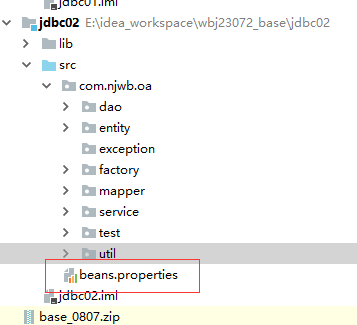 jdbc01.iml
jdbc02 E:\idea_workspace\wbj23072_base\jdbc02
lib
src
com.njwb.oa
dao
entity
exception
factory
mapper
service
test
util
beans.properties
jdbc02.iml
base_0807.zip